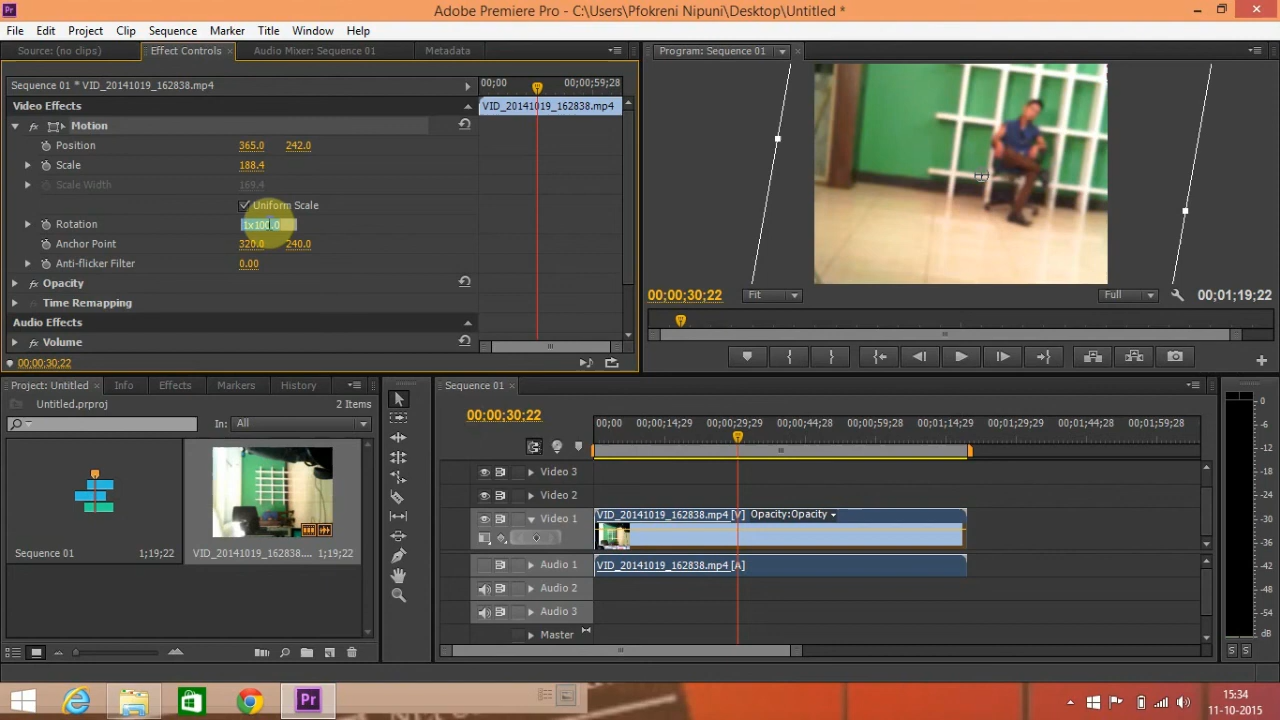 Adobe Premiere Pro - C:\Users\Pfokreni Nipuni\Desktop\Untitled *
File Edit Project Clip Sequence Marker Title Window Help
Source: (no clips) Effect Controls Audio Mixer: Sequence 01 Metadata
Program: Sequence 01
Sequence 01 * VID_20141019_162838.mp4
00;00 00;00;59;28
Video Effects
VID_20141019_162838.mp4
Motion
Position 365.0 242.0
Scale 188.4
Scale Width 169.4
Uniform Scale
Rotation 1x100.0
Anchor Point 320.0 240.0
Anti-flicker Filter 0.00
Opacity
Time Remapping
Audio Effects
Volume
00;00;30;22
00;00;30;22 Fit Full 00;01;19;22
Project: Untitled Info Effects Markers History
Untitled.prproj 2 Items
In: All
Sequence 01 1;19;22
VID_20141019_162838.... 1;19;22
Sequence 01
00;00;30;22
00;00 00;00;14;29 00;00;29;29 00;00;44;28 00;00;59;28 00;01;14;29 00;01;29;29 00;01;44;28 00;01;59;28
Video 3
Video 2
Video 1 VID_20141019_162838.mp4 [V] Opacity:Opacity
Audio 1 VID_20141019_162838.mp4 [A]
Audio 2
Audio 3
Master
0
-6
-12
-18
-24
-30
-36
-42
-48
dB
S S
Pr
15:34
11-10-2015